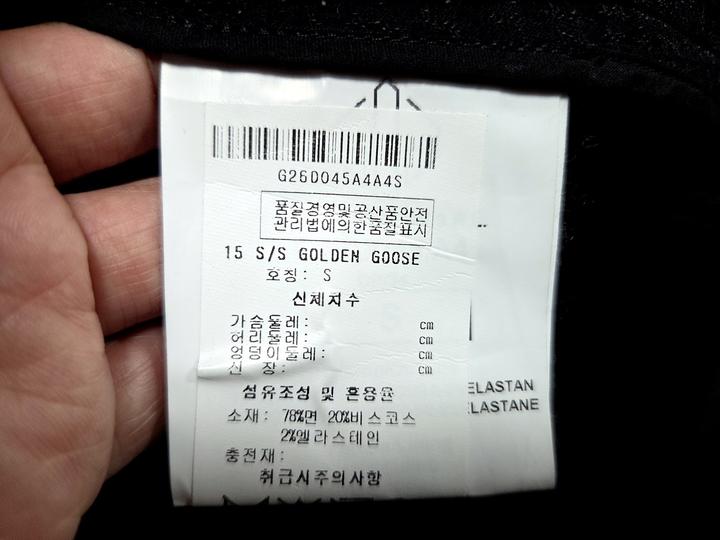 G26D045A4A4S
품질경영및공산품안전
관리법에의한품질표시
15 S/S GOLDEN GOOSE
호칭: S
신체치수
가슴둘레: cm
허리둘레: cm
엉덩이둘레: cm
신 장: cm
섬유조성 및 혼용율
소재: 78%면 20%비스코스
2%엘라스테인
충전재:
취급시주의사항
ELASTAN
ELASTANE